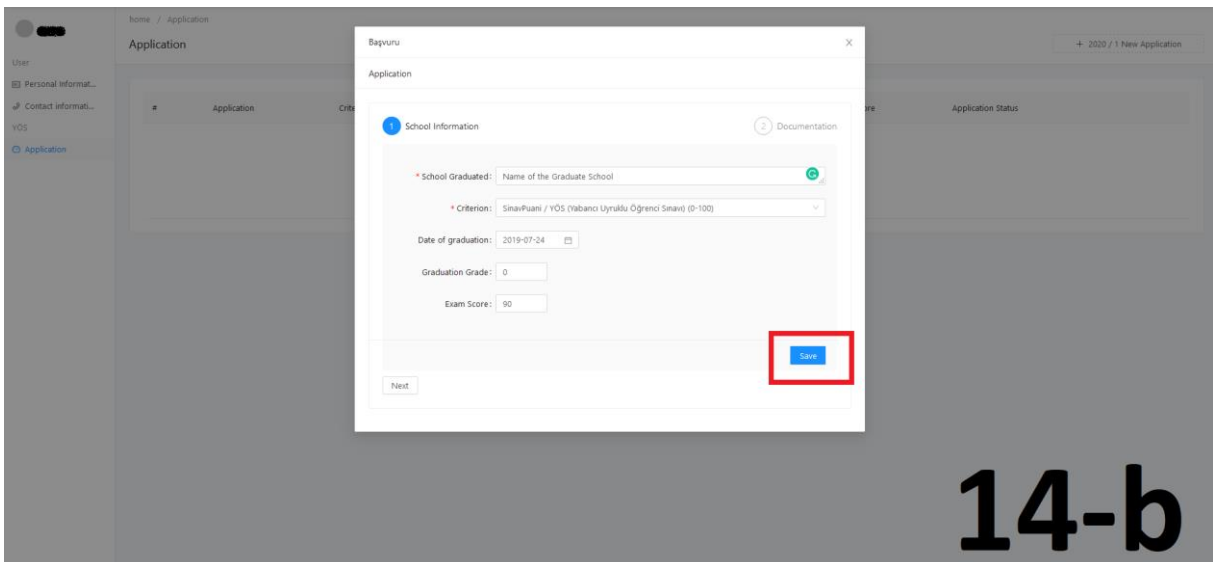 home / Application
Application
+ 2020 / 1 New Application
User
Personal Informat...
Contact informati...
YÖS
Application
# Application Crite ore Application Status
Başvuru
Application
1 School Information
2 Documentation
* School Graduated: Name of the Graduate School
* Criterion: SinavPuani / YÖS (Yabancı Uyruklu Öğrenci Sınavı) (0-100)
Date of graduation: 2019-07-24
Graduation Grade: 0
Exam Score: 90
Save
Next
14-b